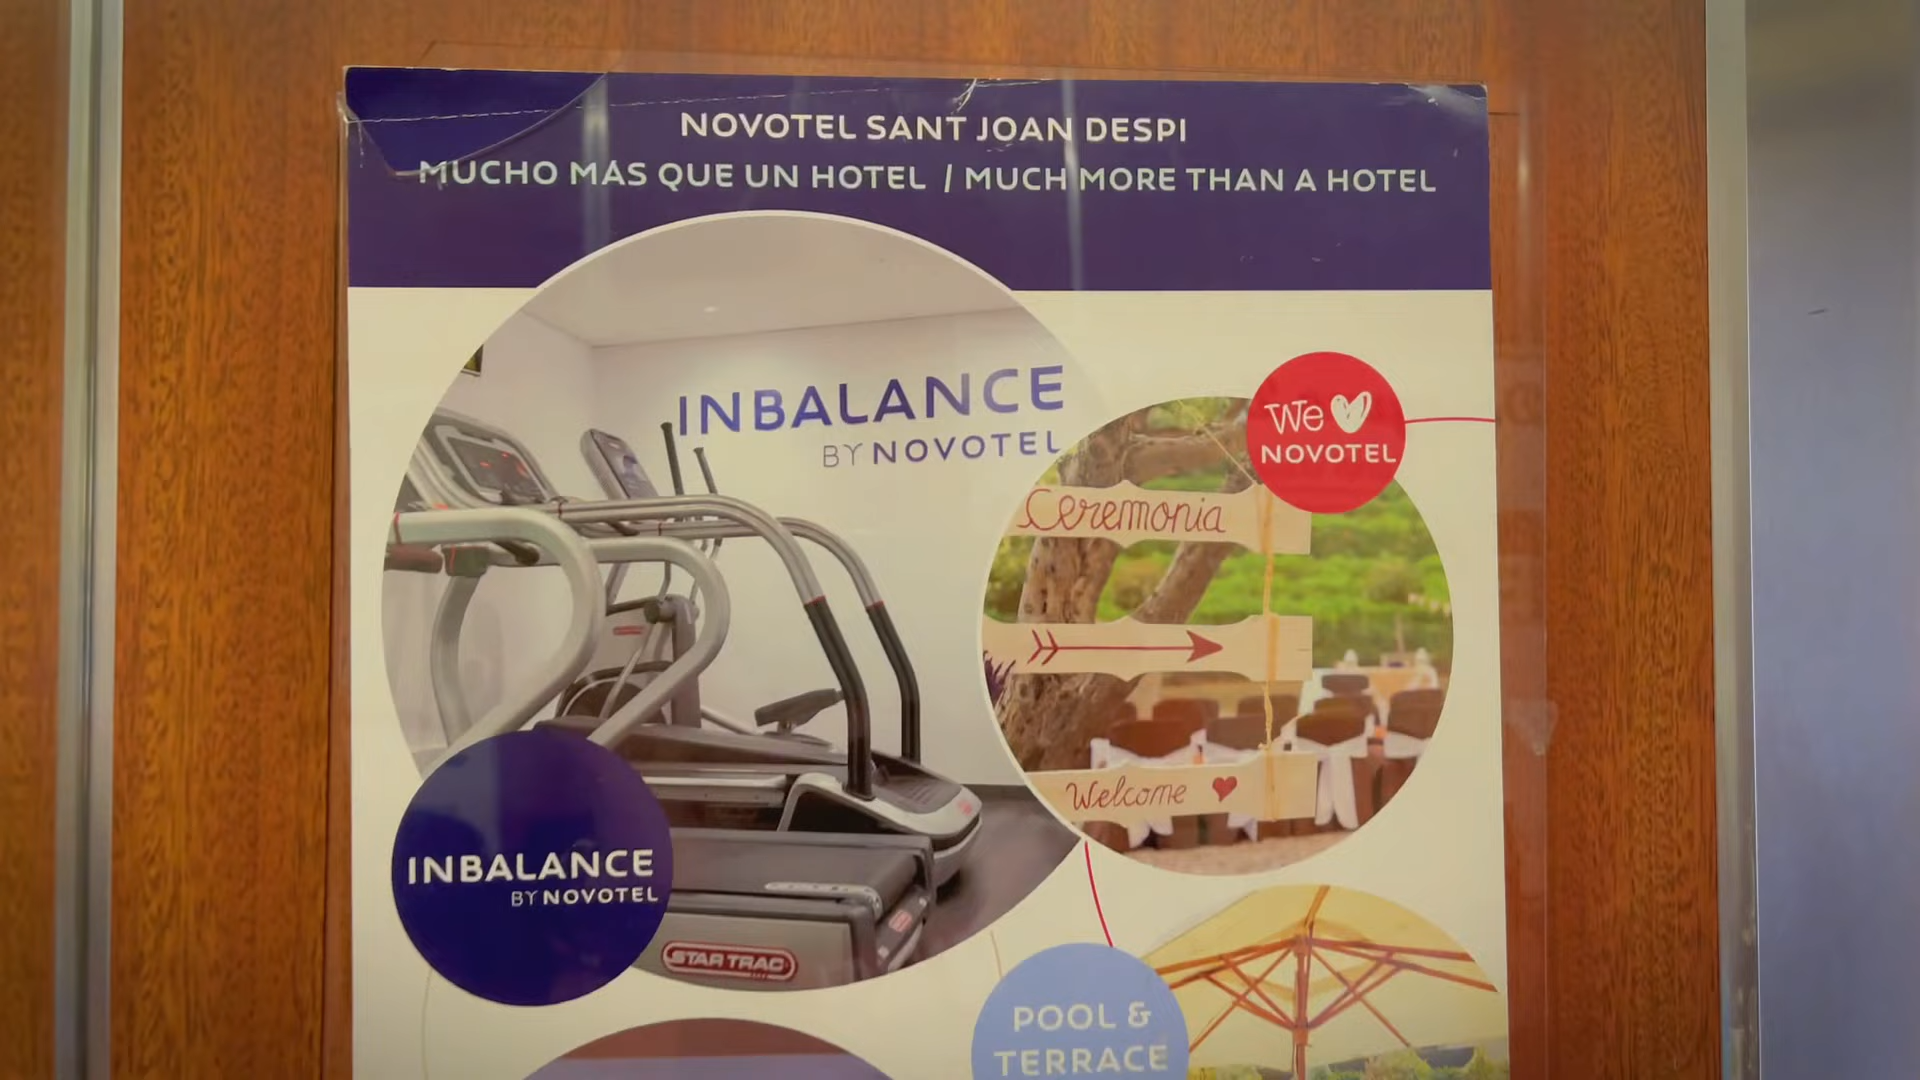 NOVOTEL SANT JOAN DESPI
MUCHO MÁS QUE UN HOTEL / MUCH MORE THAN A HOTEL
INBALANCE
BY NOVOTEL
We
NOVOTEL
Ceremonia
Welcome
INBALANCE
BY NOVOTEL
STAR TRAC
POOL &
TERRACE